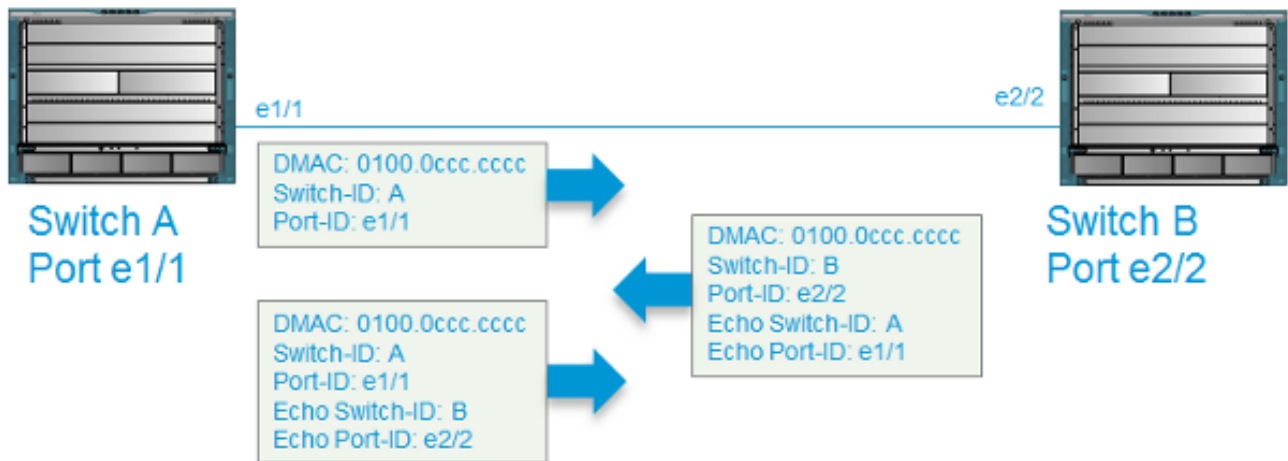 e1/1
e2/2
DMAC: 0100.0ccc.cccc
Switch-ID: A
Port-ID: e1/1
Switch A
Port e1/1
DMAC: 0100.0ccc.cccc
Switch-ID: B
Port-ID: e2/2
Echo Switch-ID: A
Echo Port-ID: e1/1
Switch B
Port e2/2
DMAC: 0100.0ccc.cccc
Switch-ID: A
Port-ID: e1/1
Echo Switch-ID: B
Echo Port-ID: e2/2